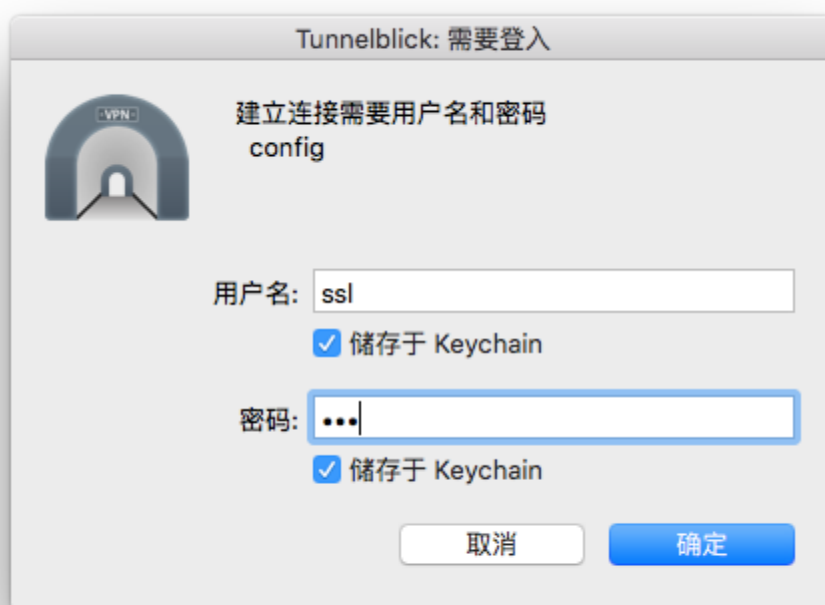 Tunnelblick: 需要登入
VPN
建立连接需要用户名和密码
config
用户名: ssl
储存于 Keychain
密码: •••
储存于 Keychain
取消 确定